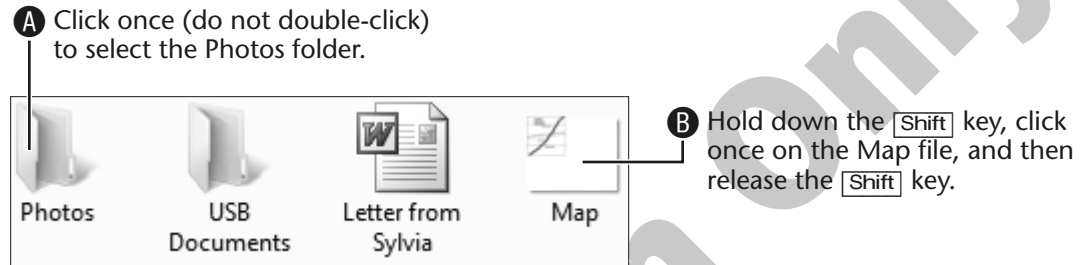 A Click once (do not double-click)
to select the Photos folder.
B Hold down the Shift key, click
once on the Map file, and then
release the Shift key.
Photos
USB
Documents
Letter from
Sylvia
Map
W
only